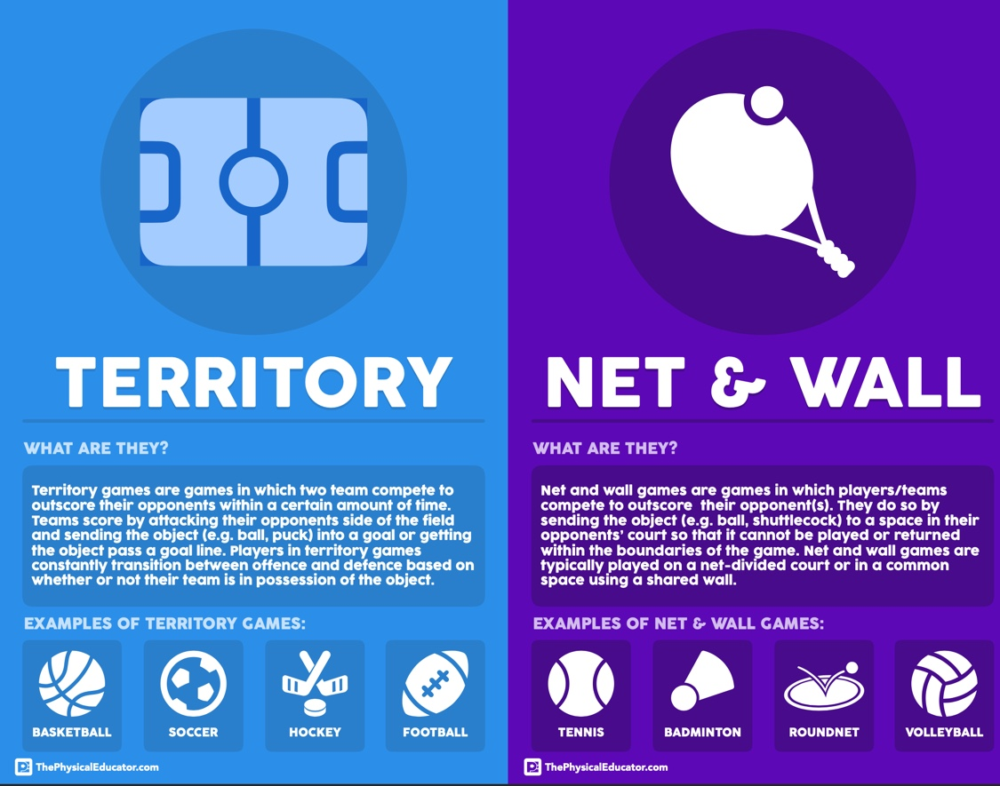 TERRITORY
WHAT ARE THEY?
Territory games are games in which two team compete to
outscore their opponents within a certain amount of time.
Teams score by attacking their opponents side of the field
and sending the object (e.g. ball, puck) into a goal or getting
the object pass a goal line. Players in territory games
constantly transition between offence and defence based on
whether or not their team is in possession of the object.
EXAMPLES OF TERRITORY GAMES:
BASKETBALL
SOCCER
HOCKEY
FOOTBALL
ThePhysicalEducator.com
NET & WALL
WHAT ARE THEY?
Net and wall games are games in which players/teams
compete to outscore  their opponent(s). They do so by
sending the object (e.g. ball, shuttlecock) to a space in their
opponents' court so that it cannot be played or returned
within the boundaries of the game. Net and wall games are
typically played on a net-divided court or in a common
space using a shared wall.
EXAMPLES OF NET & WALL GAMES:
TENNIS
BADMINTON
ROUNDNET
VOLLEYBALL
ThePhysicalEducator.com